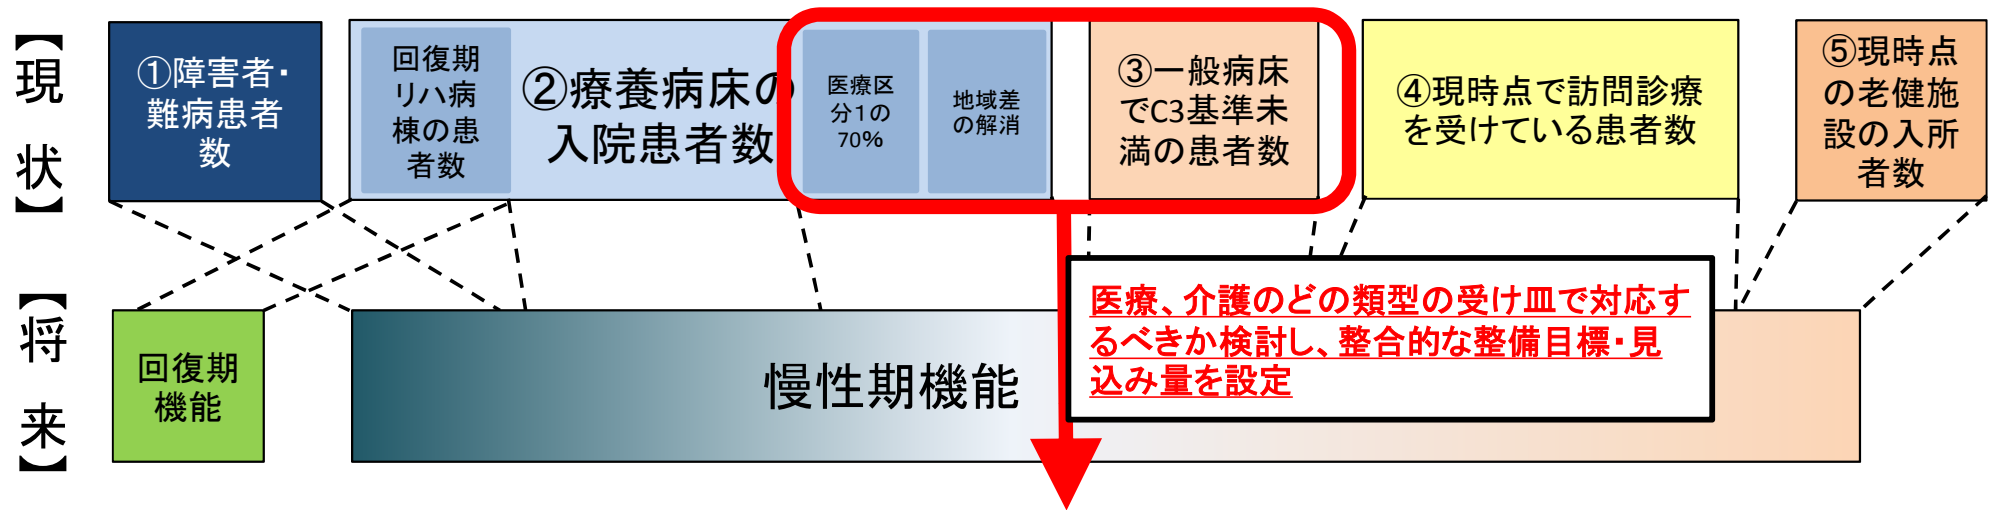 【現 状】
①障害者・
難病患者
数
回復期
リハ病
棟の患
者数
②療養病床の
入院患者数
医療区
分1の
70%
地域差
の解消
③一般病床
でC3基準未
満の患者数
④現時点で訪問診療
を受けている患者数
⑤現時点
の老健施
設の入所
者数
【将 来】
回復期
機能
慢性期機能
医療、介護のどの類型の受け皿で対応す
るべきか検討し、整合的な整備目標・見
込み量を設定